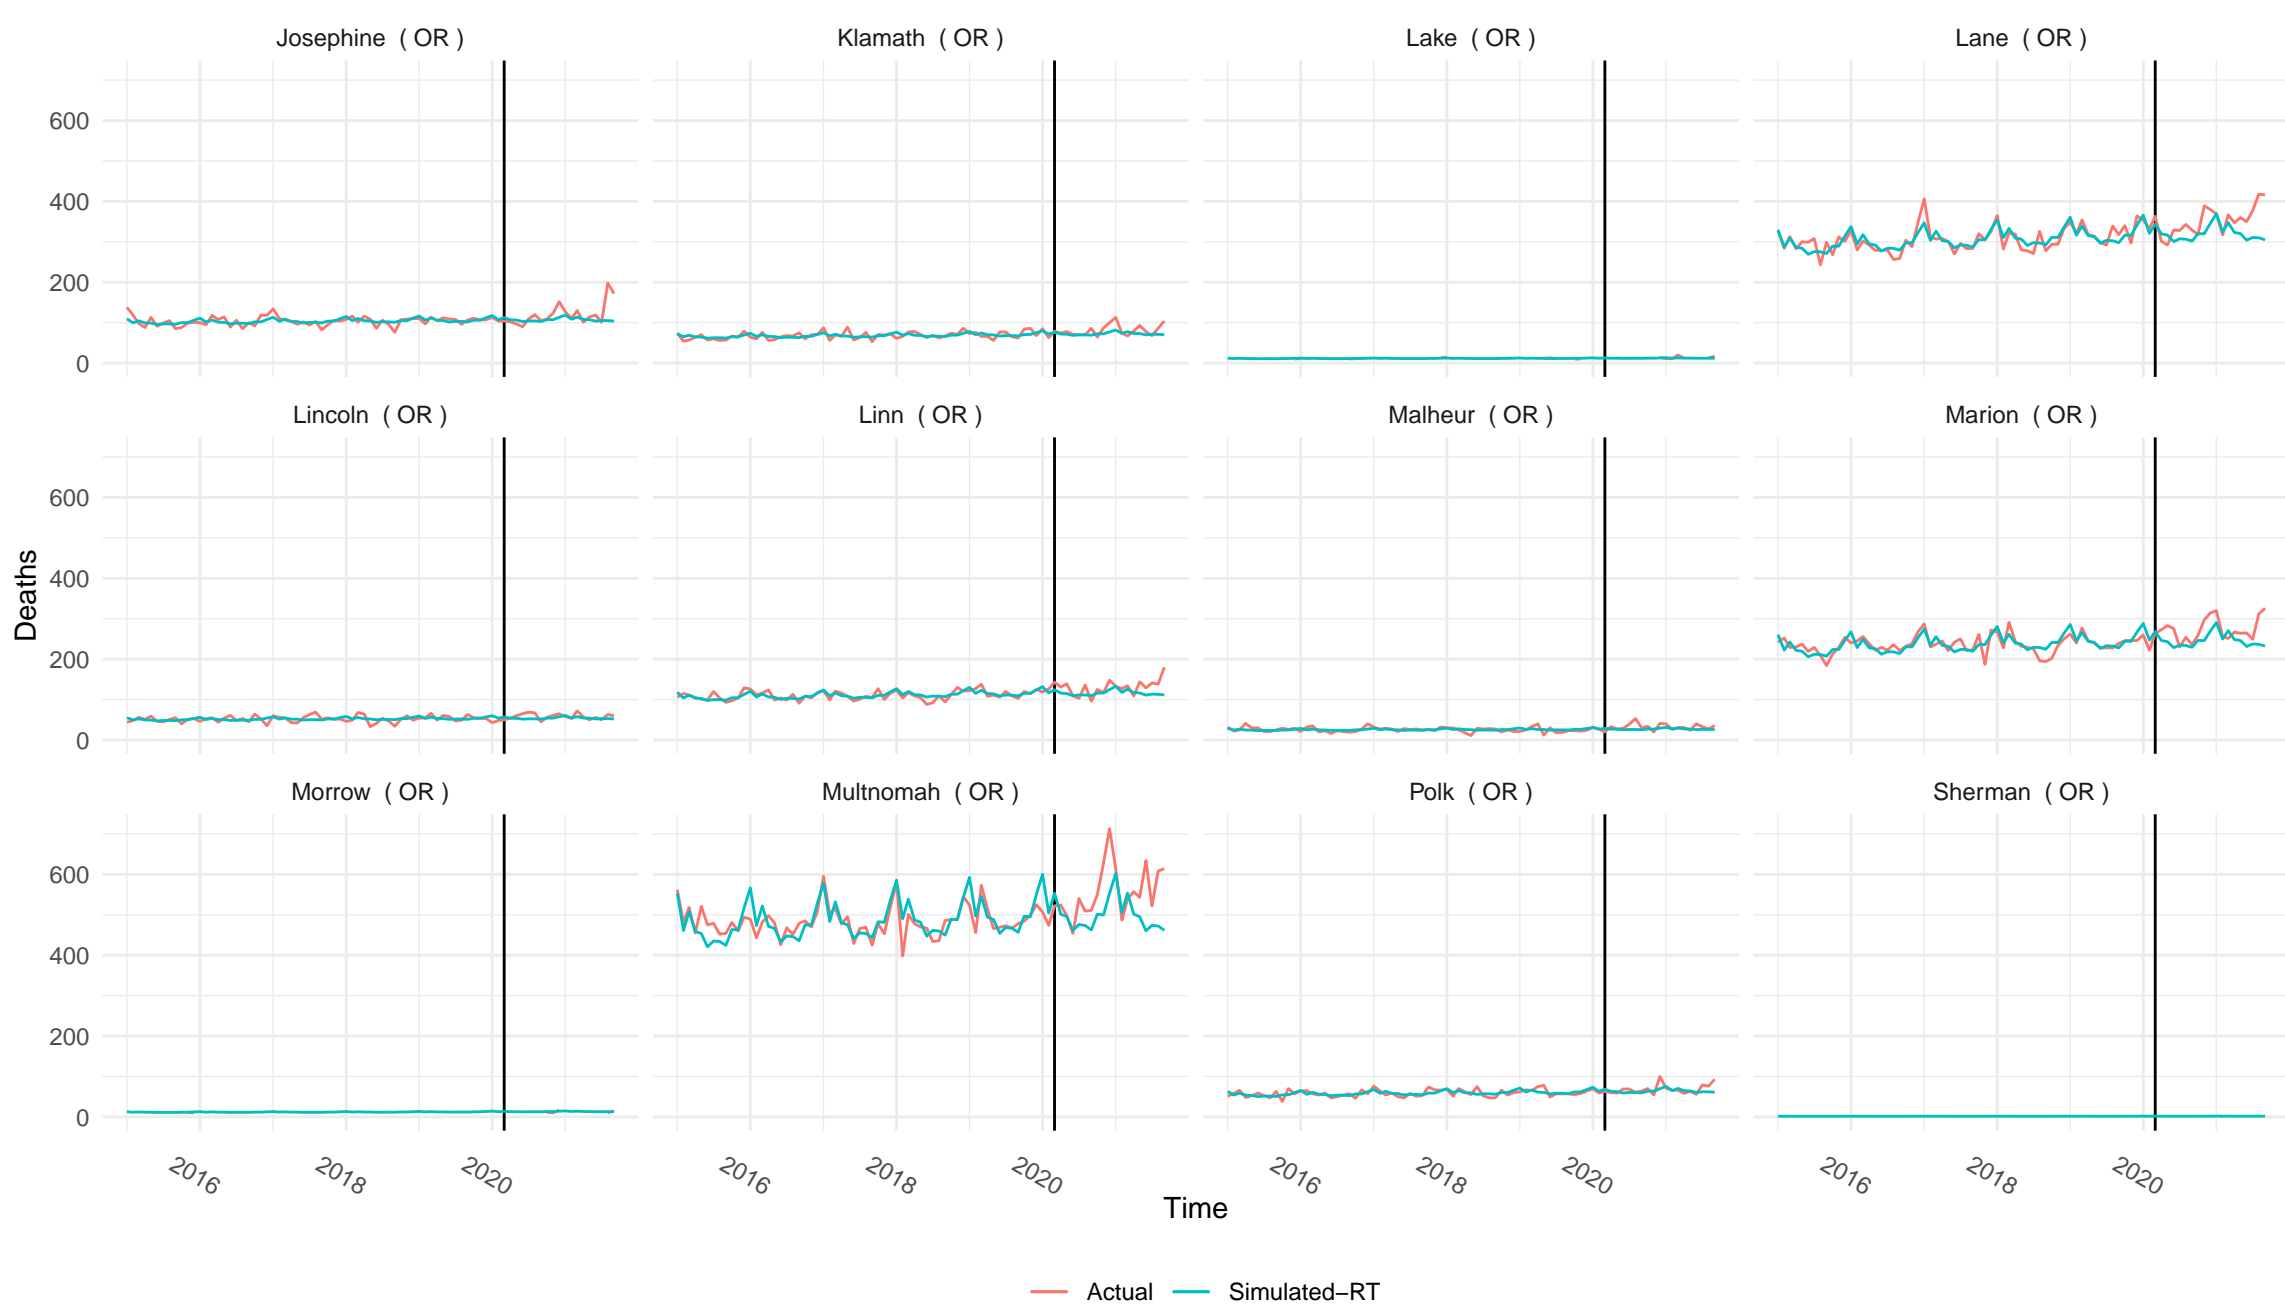 Josephine ( OR )
Klamath ( OR )
Lake ( OR )
Lane ( OR )
600
400
200
0
Lincoln ( OR )
Linn ( OR )
Malheur ( OR )
Marion ( OR )
600
400
200
0
Deaths
Morrow ( OR )
Multnomah ( OR )
Polk ( OR )
Sherman ( OR )
600
400
200
0
2016 2018 2020
2016 2018 2020
2016 2018 2020
2016 2018 2020
Time
Actual
Simulated−RT